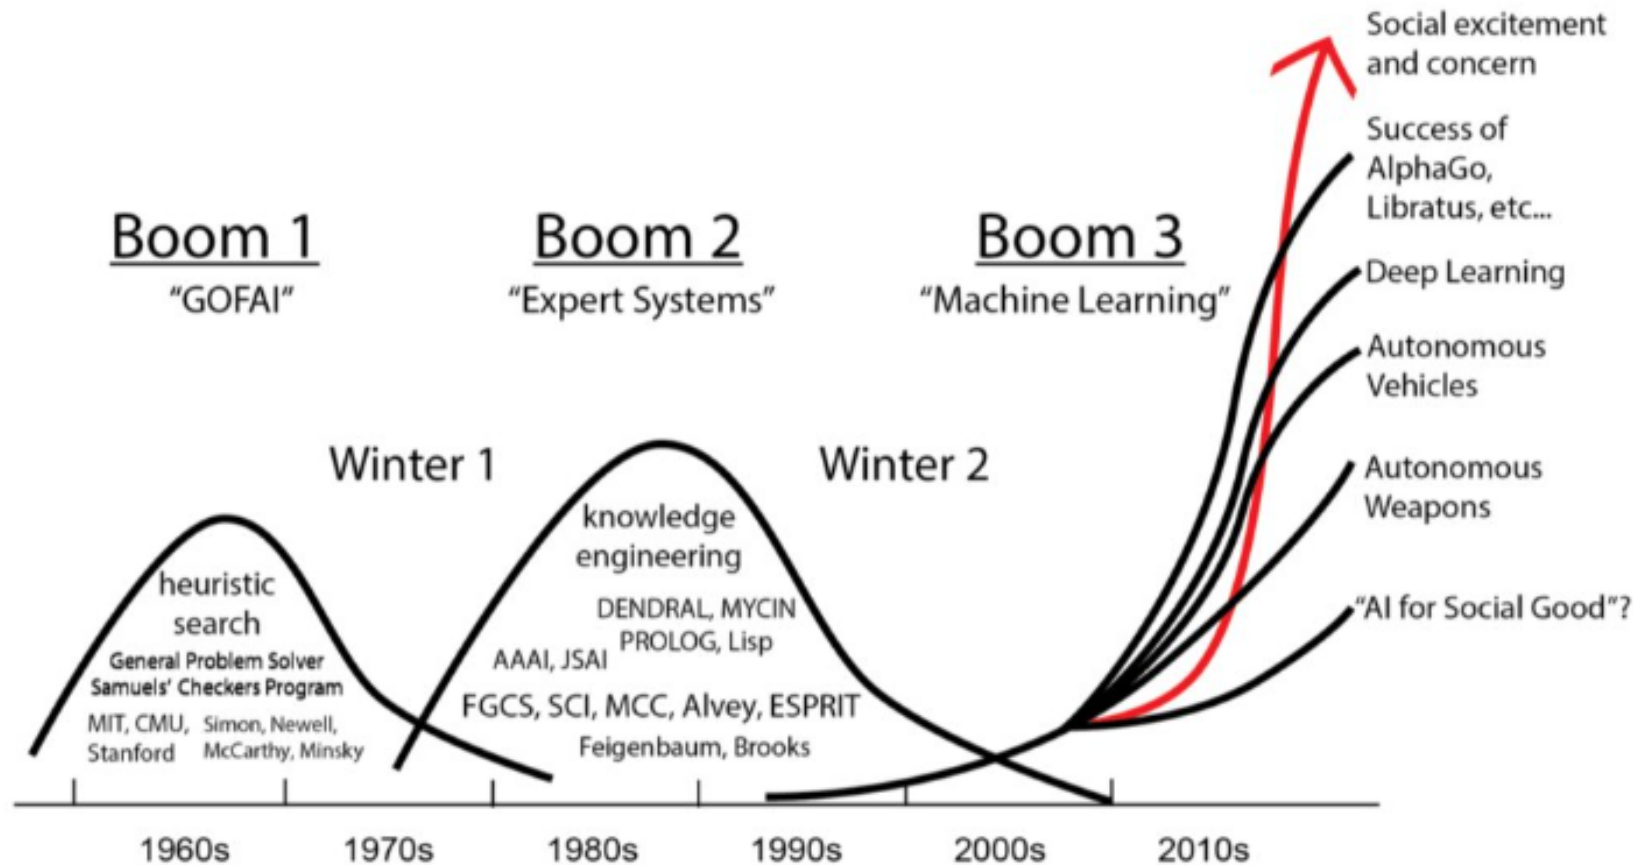 Social excitement
and concern
Success of
AlphaGo,
Libratus, etc...
Boom 1
"GOFAI"
Boom 2
"Expert Systems"
Boom 3
"Machine Learning"
Deep Learning
Autonomous
Vehicles
Winter 1
Winter 2
Autonomous
Weapons
"AI for Social Good"?
heuristic
search
General Problem Solver
Samuels' Checkers Program
MIT, CMU,
Stanford
Simon, Newell,
McCarthy, Minsky
knowledge
engineering
DENDRAL, MYCIN
PROLOG, Lisp
AAAI, JSAI
FGCS, SCI, MCC, Alvey, ESPRIT
Feigenbaum, Brooks
1960s 1970s 1980s 1990s 2000s 2010s